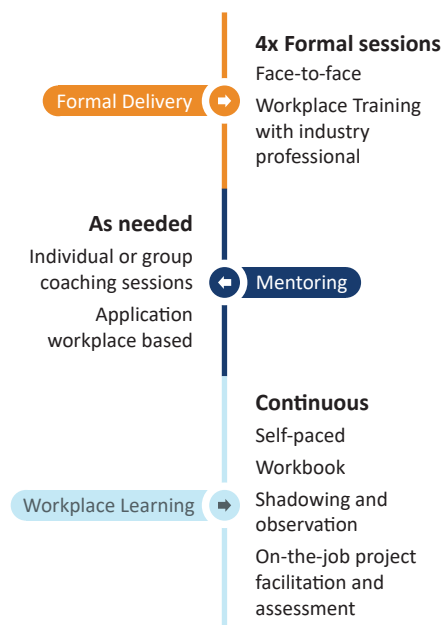 4x Formal sessions
Face-to-face
Formal Delivery
Workplace Training
with industry
professional
As needed
Individual or group
coaching sessions
Mentoring
Application
workplace based
Continuous
Self-paced
Workbook
Workplace Learning
Shadowing and
observation
On-the-job project
facilitation and
assessment